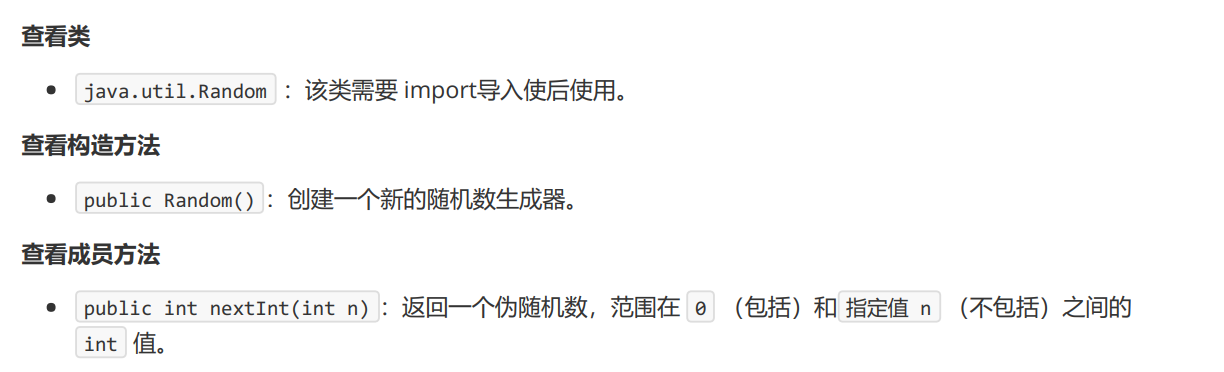 查看类
• java.util.Random ：该类需要 import导入使后使用。
查看构造方法
• public Random()：创建一个新的随机数生成器。
查看成员方法
• public int nextInt(int n)：返回一个伪随机数，范围在 0 （包括）和 指定值 n （不包括）之间的
int 值。